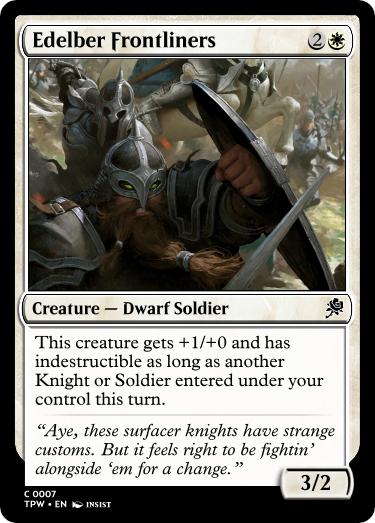 Edelber Frontliners 2
Creature — Dwarf Soldier
This creature gets +1/+0 and has
indestructible as long as another
Knight or Soldier entered under your
control this turn.
“Aye, these surfacer knights have strange
customs. But it feels right to be fightin’
alongside ’em for a change.”
3/2
C 0007
TPW • EN INSIST